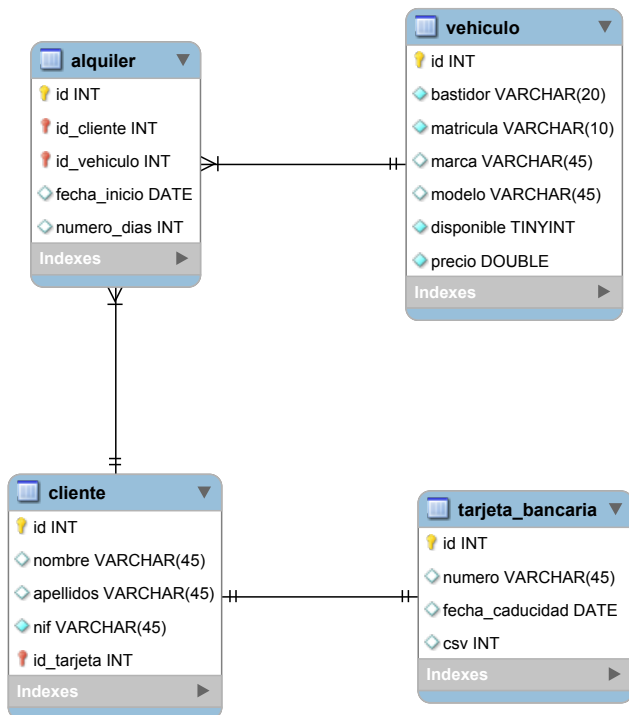 alquiler
id INT
id_cliente INT
id_vehiculo INT
fecha_inicio DATE
numero_dias INT
Indexes
vehiculo
id INT
bastidor VARCHAR(20)
matricula VARCHAR(10)
marca VARCHAR(45)
modelo VARCHAR(45)
disponible TINYINT
precio DOUBLE
Indexes
cliente
id INT
nombre VARCHAR(45)
apellidos VARCHAR(45)
nif VARCHAR(45)
id_tarjeta INT
Indexes
tarjeta_bancaria
id INT
numero VARCHAR(45)
fecha_caducidad DATE
csv INT
Indexes